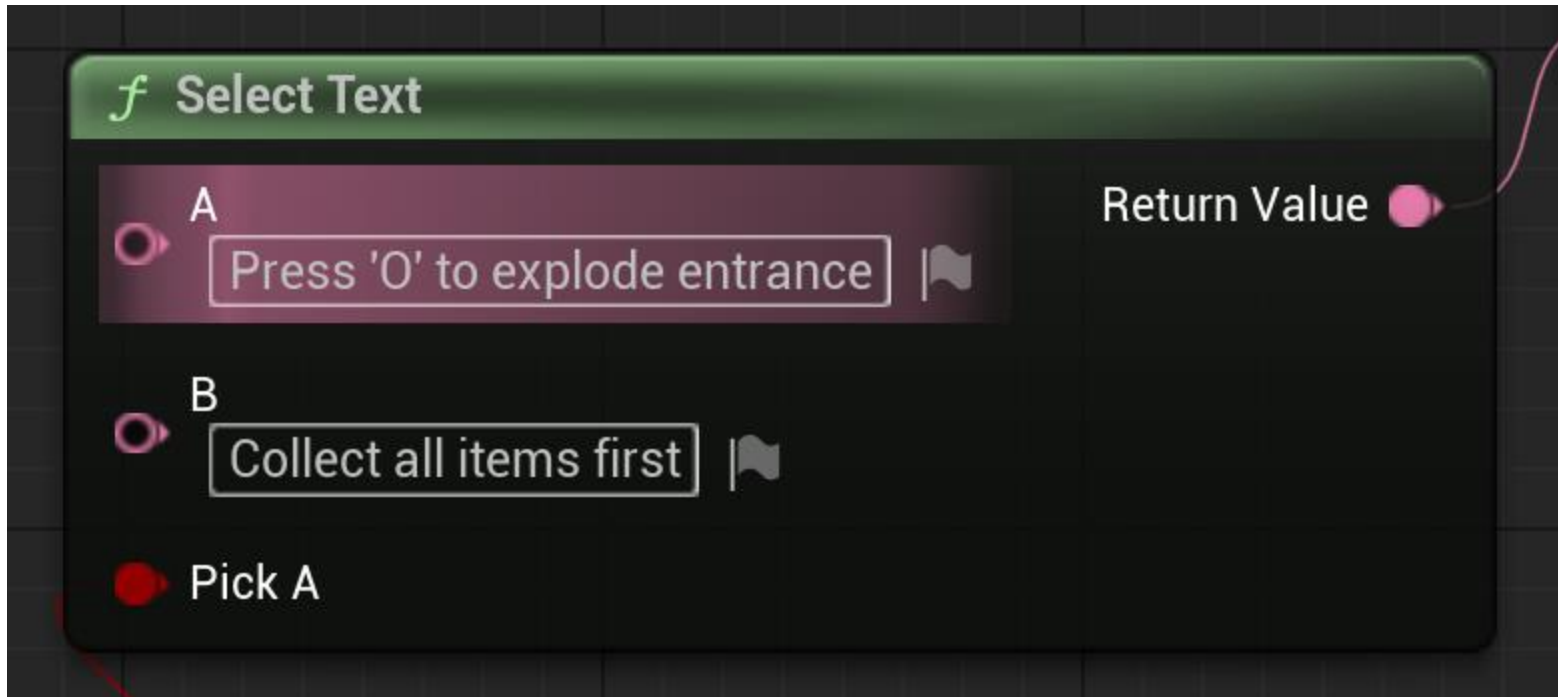 f Select Text
A
Return Value
Press 'O' to explode entrance
B
Collect all items first
Pick A